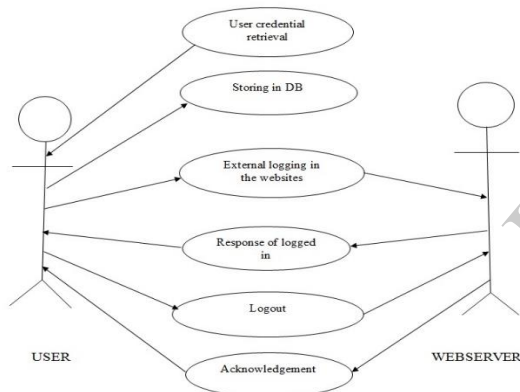 User credential
retrieval
Storing in DB
External logging in
the websites
Response of logged
in
Logout
USER
Acknowledgement
WEBSERVER